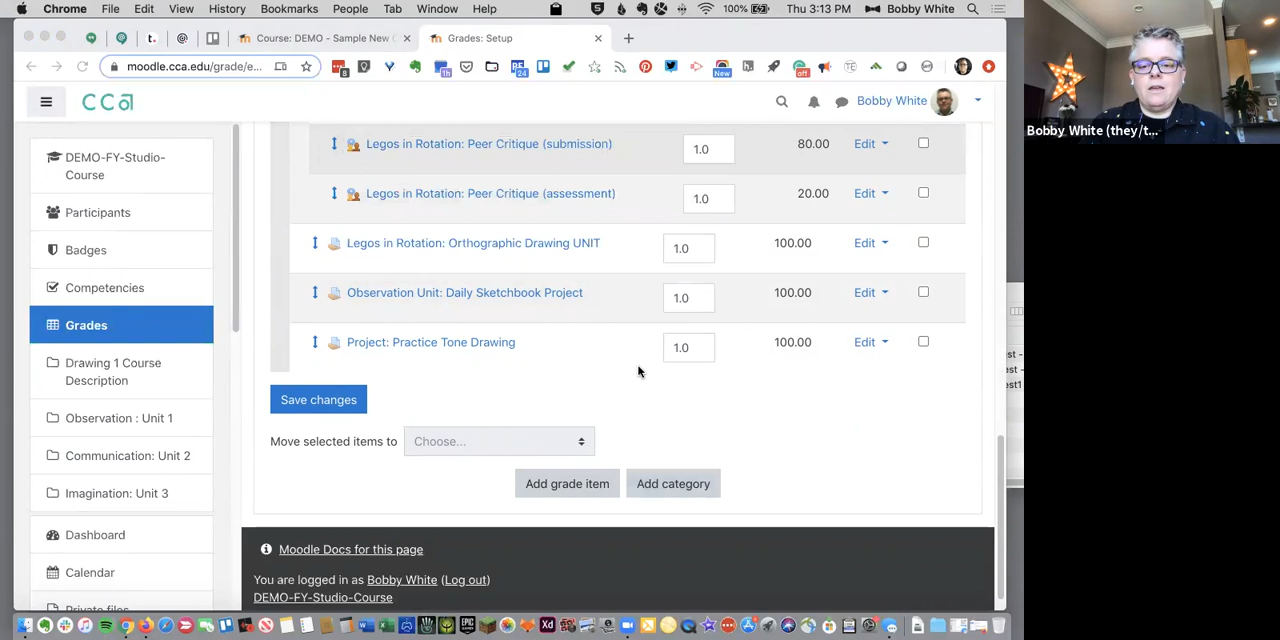 Chrome File Edit View History Bookmarks People Tab Window Help 100% Thu 3:13 PM Bobby White
Course: DEMO - Sample New C Grades: Setup
moodle.cca.edu/grade/e...
8 1h 24 New off
CCA Bobby White
DEMO-FY-Studio-
Course
Participants
Badges
Competencies
Grades
Drawing 1 Course
Description
Observation : Unit 1
Communication: Unit 2
Imagination: Unit 3
Dashboard
Calendar
Private files
Legos in Rotation: Peer Critique (submission) 1.0 80.00 Edit
Legos in Rotation: Peer Critique (assessment) 1.0 20.00 Edit
Legos in Rotation: Orthographic Drawing UNIT 1.0 100.00 Edit
Observation Unit: Daily Sketchbook Project 1.0 100.00 Edit
Project: Practice Tone Drawing 1.0 100.00 Edit
Save changes
Move selected items to Choose...
Add grade item Add category
Moodle Docs for this page
You are logged in as Bobby White (Log out)
DEMO-FY-Studio-Course
Bobby White (they/t...